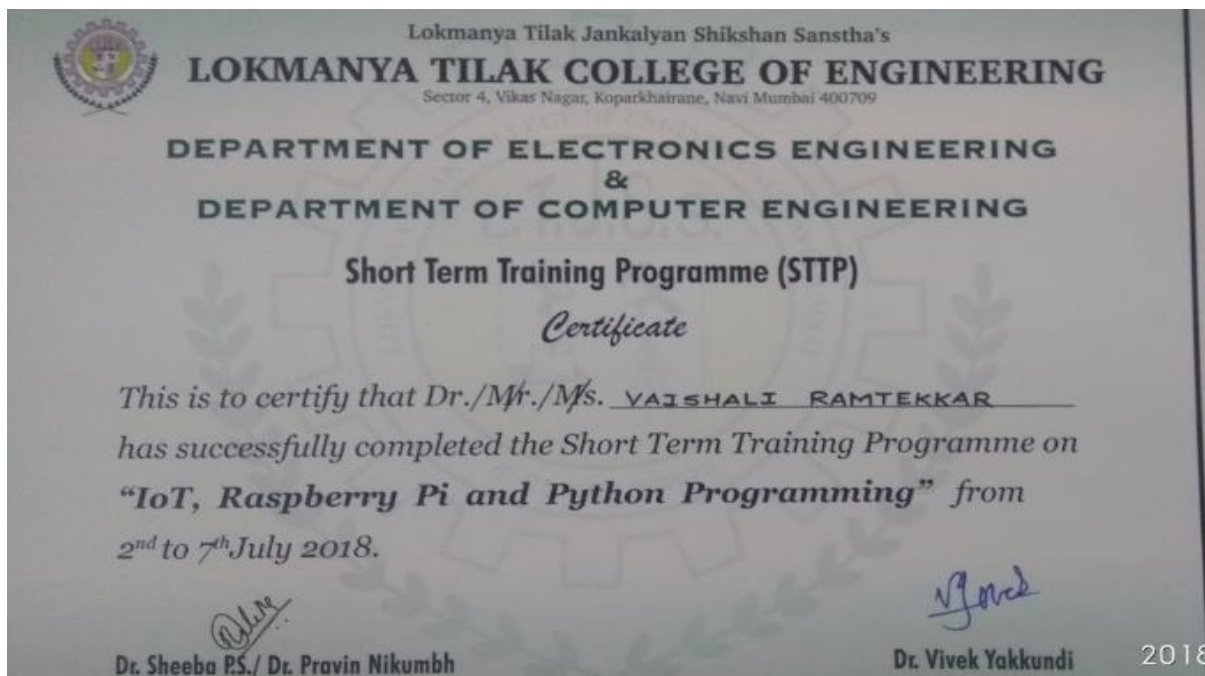 Lokmanya Tilak Jankalyan Shikshan Sanstha's
LOKMANYA TILAK COLLEGE OF ENGINEERING
Sector 4, Vikas Nagar, Koparkhairane, Navi Mumbai 400709
DEPARTMENT OF ELECTRONICS ENGINEERING
&
DEPARTMENT OF COMPUTER ENGINEERING
Short Term Training Programme (STTP)
Certificate
This is to certify that Dr./Mr./Ms. VAISHALI RAMTEKKAR
has successfully completed the Short Term Training Programme on
“IoT, Raspberry Pi and Python Programming” from
2nd to 7th July 2018.
Dr. Sheeba P.S./ Dr. Pravin Nikumbh
Dr. Vivek Yakkundi
2018